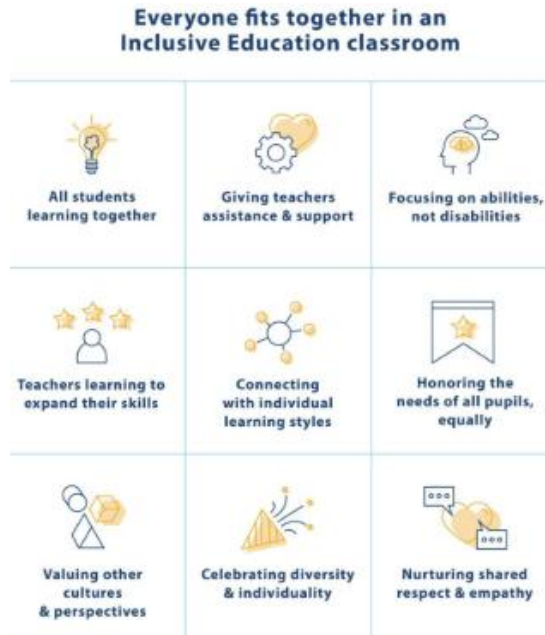 Everyone fits together in an
Inclusive Education classroom
All students
learning together
Giving teachers
assistance & support
Focusing on abilities,
not disabilities
Teachers learning to
expand their skills
Connecting
with individual
learning styles
Honoring the
needs of all pupils,
equally
Valuing other
cultures
& perspectives
Celebrating diversity
& individuality
Nurturing shared
respect & empathy